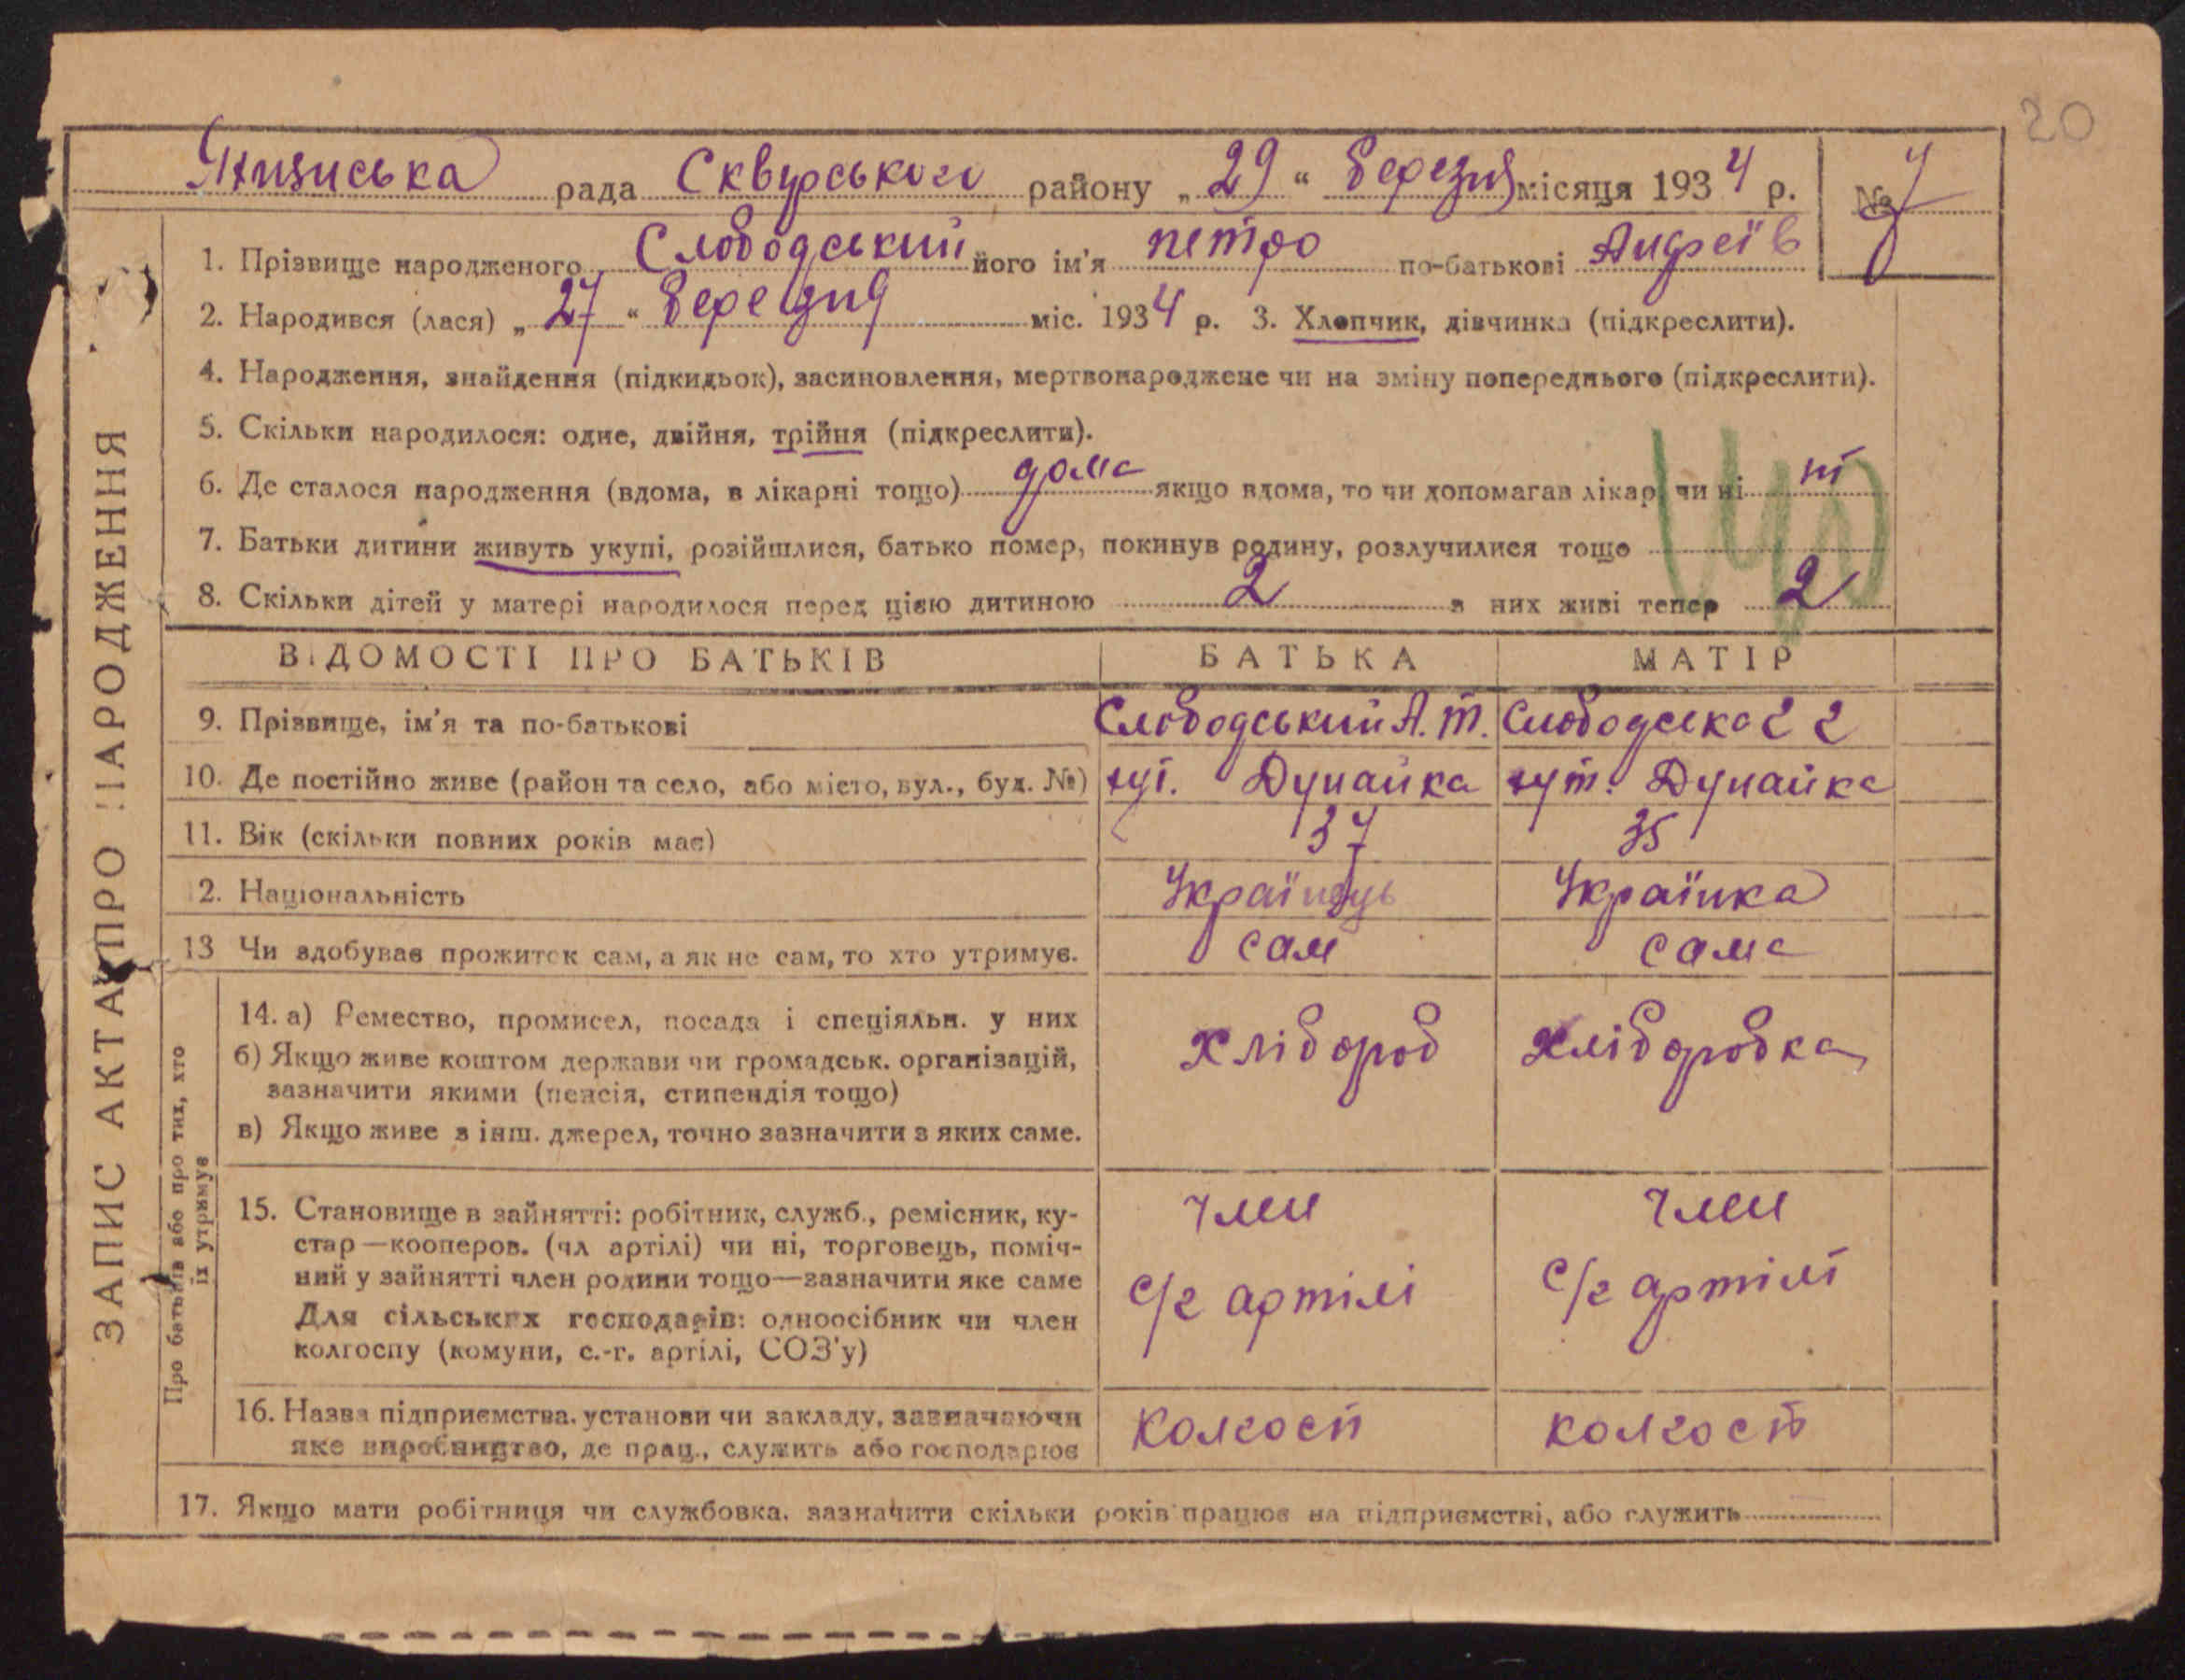 20
рада Сквирського району „29“ березня місяця 1934 р. № 7
1. Прізвище народженого Слободський його ім'я петро по-батькові Андреїв
2. Народився (лася) „27“ березня міс. 1934 р. 3. Хлопчик, дівчинка (підкреслити).
4. Народження, знайдення (підкидьок), засиновлення, мертвонароджене чи на зміну попереднього (підкреслити).
5. Скільки народилося: одне, двійня, трійня (підкреслити).
6. Де сталося народження (вдома, в лікарні тощо) дома якщо вдома, то чи допомагав лікар чи ні ні
7. Батьки дитини живуть укупі, розійшлися, батько помер, покинув родину, розлучилися тощо
8. Скільки дітей у матері народилося перед цією дитиною 2 з них живі тепер 2
ЗАПИС АКТА ПРО НАРОДЖЕННЯ
ВІДОМОСТІ ПРО БАТЬКІВ БАТЬКА МАТІР
9. Прізвище, ім'я та по-батькові Слободський А. Т. Слободська
10. Де постійно живе (район та село, або місто, вул., буд. №) хут. Дунайка хут. Дунайка
11. Вік (скільки повних років має) 37 35
12. Національність Українець Українка
13 Чи здобуває прожиток сам, а як не сам, то хто утримує. сам сама
Про батьків або про тих, хто
їх утримує
14. а) Ремество, промисел, посада і спеціяльн. у них хлібороб хлібородка
б) Якщо живе коштом держави чи громадськ. організацій,
зазначити якими (пенсія, стипендія тощо)
в) Якщо живе з інш. джерел, точно зазначити з яких саме.
15. Становище в зайнятті: робітник, служб., ремісник, ку- член член
стар—кооперов. (чл артілі) чи ні, торговець, поміч-
ний у зайнятті член родини тощо—зазначити яке саме с/г артілі с/г артілі
Для сільських господарів: одноосібник чи член
колгоспу (комуни, с.-г. артілі, СОЗ'у)
16. Назва підприємства, установи чи закладу, зазначаючи колгосп колгосп
яке виробництво, де прац., служить або господарює
17. Якщо мати робітниця чи службовка, зазначити скільки років працює на підприємстві, або служить